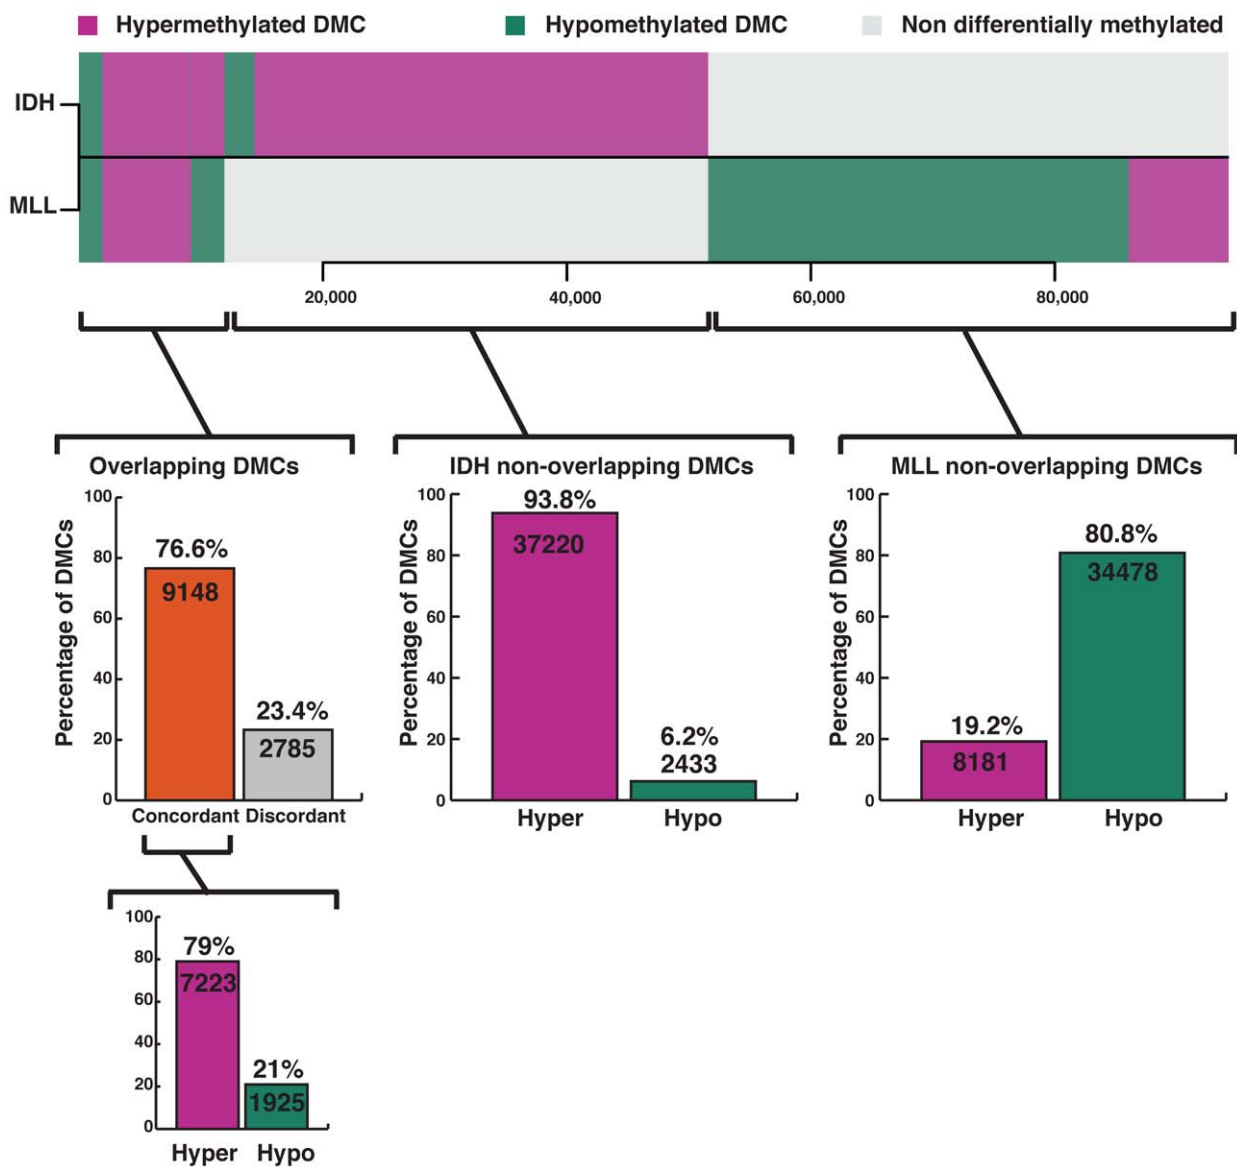 Hypermethylated DMC Hypomethylated DMC Non differentially methylated
IDH
MLL
20,000 40,000 60,000 80,000
Overlapping DMCs
Percentage of DMCs
100
80
60
40
20
0
76.6%
9148
23.4%
2785
Concordant Discordant
IDH non-overlapping DMCs
Percentage of DMCs
100
80
60
40
20
0
93.8%
37220
6.2%
2433
Hyper Hypo
MLL non-overlapping DMCs
Percentage of DMCs
100
80
60
40
20
0
19.2%
8181
80.8%
34478
Hyper Hypo
100
80
60
40
20
0
79%
7223
21%
1925
Hyper Hypo